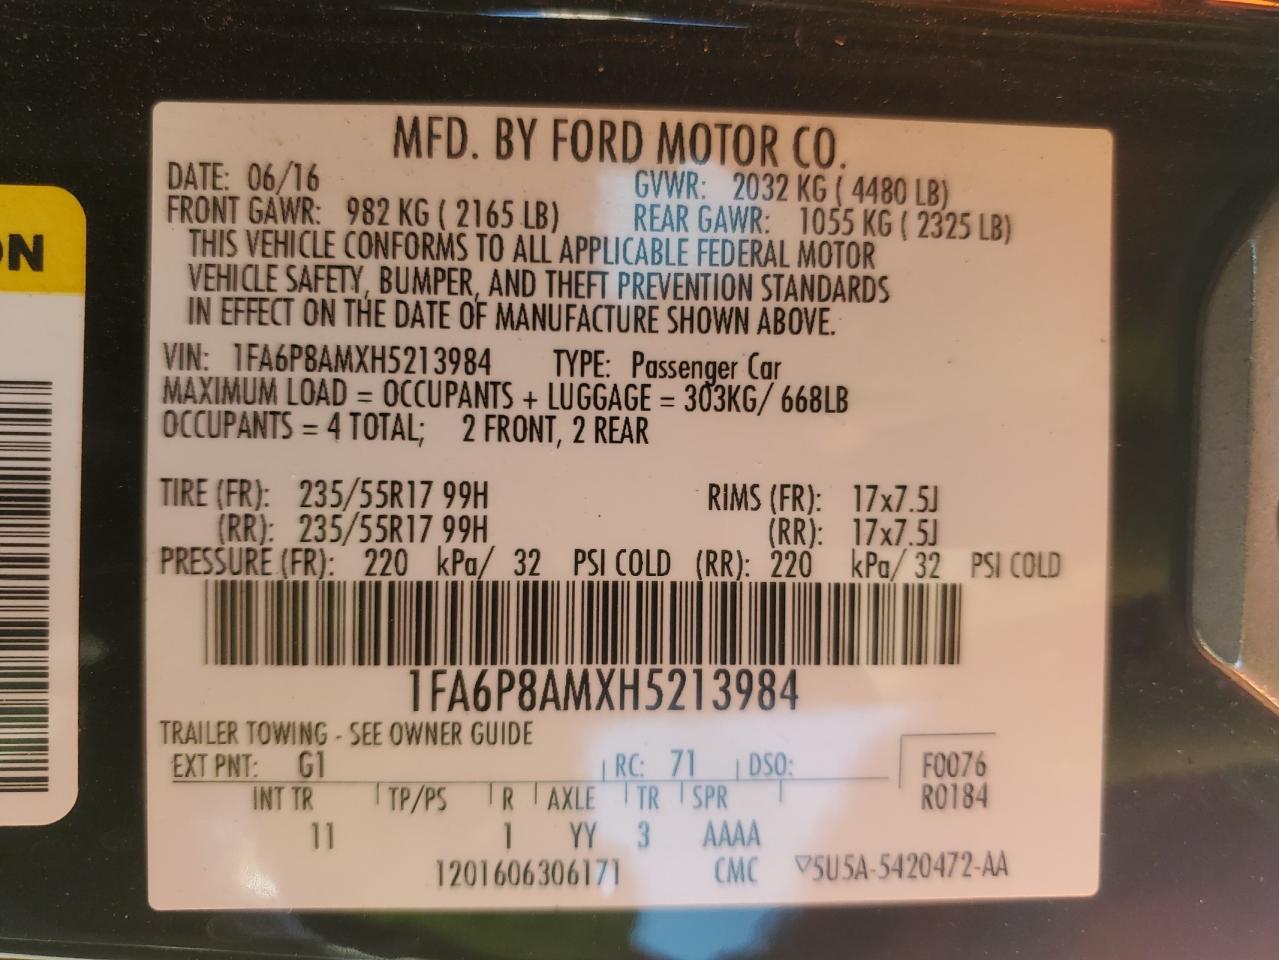 MFD. BY FORD MOTOR CO.
DATE: 06/16 GVWR: 2032 KG ( 4480 LB)
FRONT GAWR: 982 KG ( 2165 LB) REAR GAWR: 1055 KG ( 2325 LB)
THIS VEHICLE CONFORMS TO ALL APPLICABLE FEDERAL MOTOR
VEHICLE SAFETY, BUMPER, AND THEFT PREVENTION STANDARDS
IN EFFECT ON THE DATE OF MANUFACTURE SHOWN ABOVE.
VIN: 1FA6P8AMXH5213984 TYPE: Passenger Car
MAXIMUM LOAD = OCCUPANTS + LUGGAGE = 303KG/ 668LB
OCCUPANTS = 4 TOTAL; 2 FRONT, 2 REAR
TIRE (FR): 235/55R17 99H RIMS (FR): 17x7.5J
(RR): 235/55R17 99H (RR): 17x7.5J
PRESSURE (FR): 220 kPa/ 32 PSI COLD (RR): 220 kPa/ 32 PSI COLD
1FA6P8AMXH5213984
TRAILER TOWING - SEE OWNER GUIDE
EXT PNT: G1 RC: 71 DSO: F0076
INT TR TP/PS R AXLE TR SPR R0184
11 1 YY 3 AAAA
1201606306171 CMC ▽5U5A-5420472-AA
ON